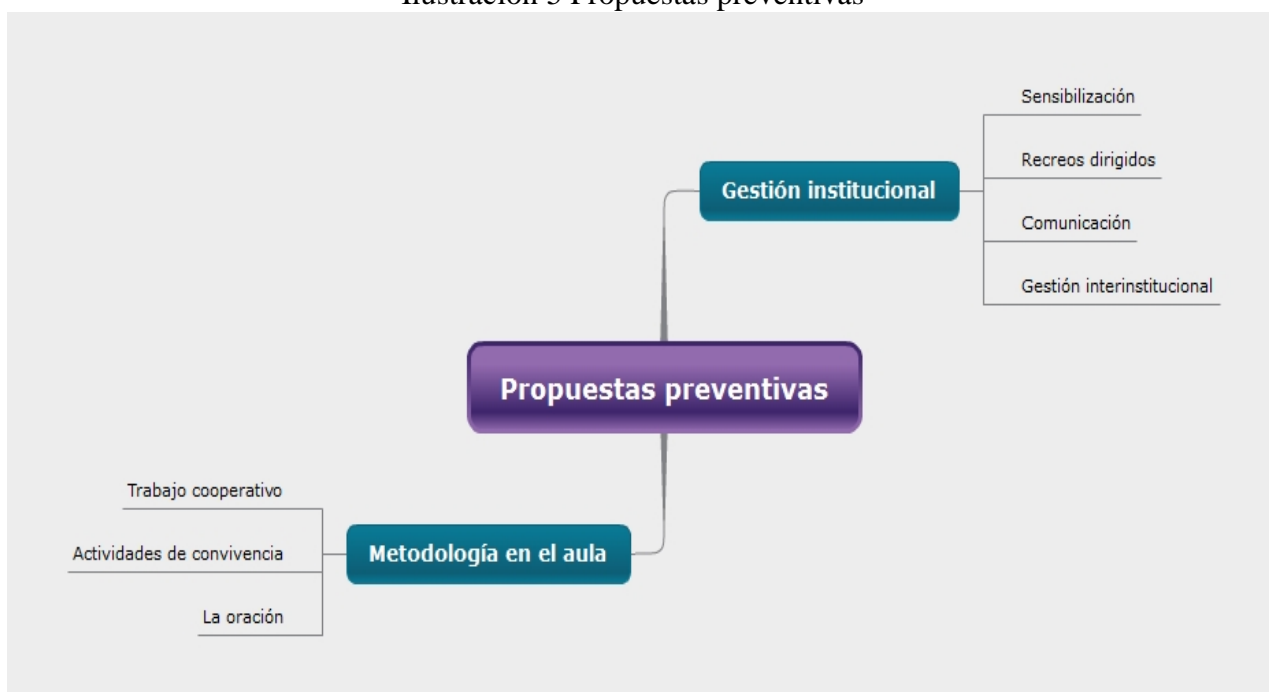 Ilustración 3 Propuestas preventivas
Sensibilización
Gestión institucional
Recreos dirigidos
Comunicación
Gestión interinstitucional
Propuestas preventivas
Trabajo cooperativo
Metodología en el aula
Actividades de convivencia
La oración